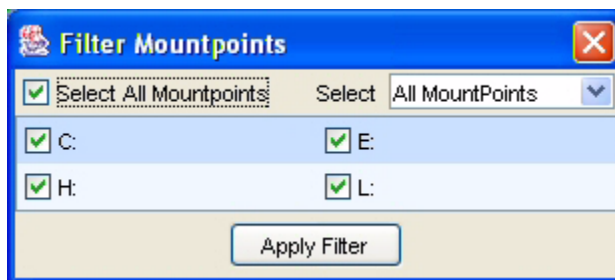 Filter Mountpoints
Select All Mountpoints Select All MountPoints
C: E:
H: L:
Apply Filter